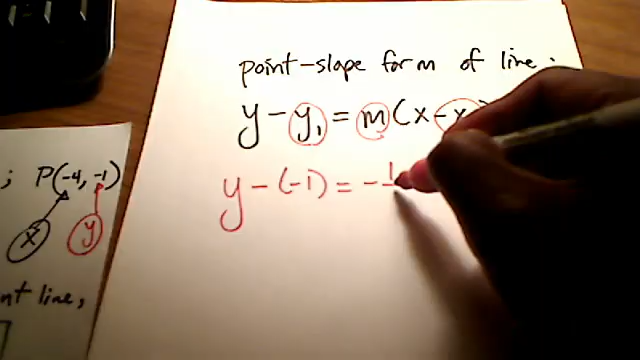 point-slope form of line:
y - y₁ = m(x - x
y - (-1) = - 1
; P(-4, -1)
x y
nt line,